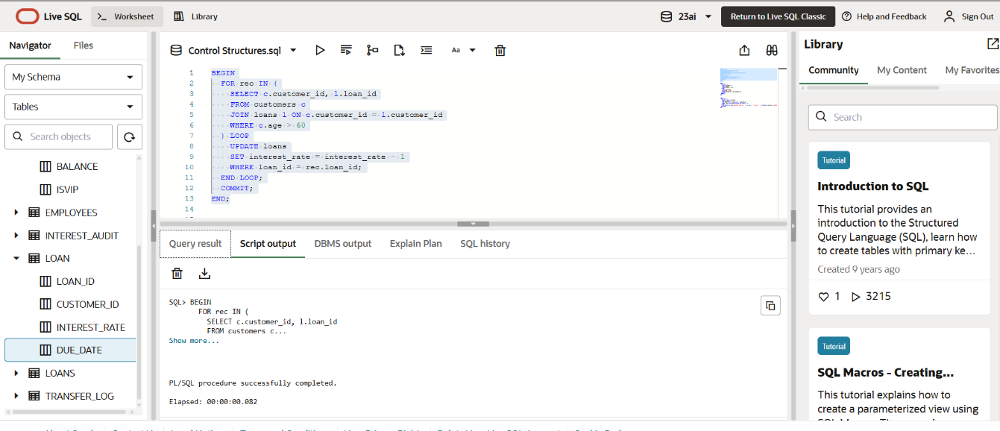 Live SQL
Worksheet
Library
23ai
Return to Live SQL Classic
Help and Feedback
Sign Out
Navigator
Files
My Schema
Tables
Search objects
BALANCE
ISVIP
EMPLOYEES
INTEREST_AUDIT
LOAN
LOAN_ID
CUSTOMER_ID
INTEREST_RATE
DUE_DATE
LOANS
TRANSFER_LOG
Control Structures.sql
Aa
1 BEGIN
2 FOR rec IN (
3 SELECT c.customer_id, l.loan_id
4 FROM customers c
5 JOIN loans l ON c.customer_id = l.customer_id
6 WHERE c.age > 60
7 ) LOOP
8 UPDATE loans
9 SET interest_rate = interest_rate - 1
10 WHERE loan_id = rec.loan_id;
11 END LOOP;
12 COMMIT;
13 END;
14
Query result
Script output
DBMS output
Explain Plan
SQL history
SQL> BEGIN
FOR rec IN (
SELECT c.customer_id, l.loan_id
FROM customers c...
Show more...
PL/SQL procedure successfully completed.
Elapsed: 00:00:00.082
Library
Community
My Content
My Favorites
Search
Tutorial
Introduction to SQL
This tutorial provides an
introduction to the Structured
Query Language (SQL), learn how
to create tables with primary ke...
Created 9 years ago
1
3215
Tutorial
SQL Macros - Creating...
This tutorial explains how to
create a parameterized view using